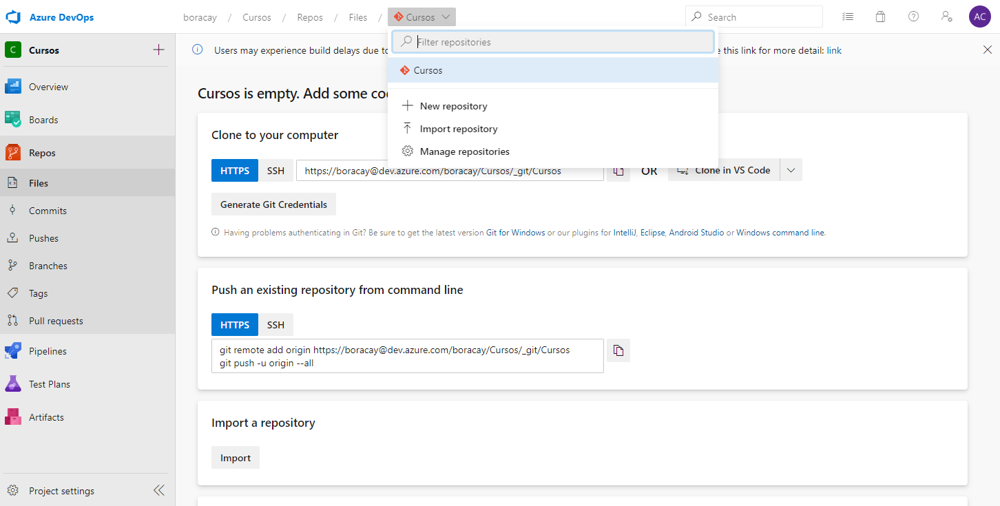 Azure DevOps
boracay / Cursos / Repos / Files / Cursos
Search
AC
C Cursos
Overview
Boards
Repos
Files
Commits
Pushes
Branches
Tags
Pull requests
Pipelines
Test Plans
Artifacts
Project settings
Users may experience build delays due to
e this link for more detail: link
Filter repositories
Cursos
New repository
Import repository
Manage repositories
Cursos is empty. Add some
Clone to your computer
HTTPS SSH https://boracay@dev.azure.com/boracay/Cursos/_git/Cursos OR Clone in VS Code
Generate Git Credentials
Having problems authenticating in Git? Be sure to get the latest version Git for Windows or our plugins for IntelliJ, Eclipse, Android Studio or Windows command line.
Push an existing repository from command line
HTTPS SSH
git remote add origin https://boracay@dev.azure.com/boracay/Cursos/_git/Cursos
git push -u origin --all
Import a repository
Import